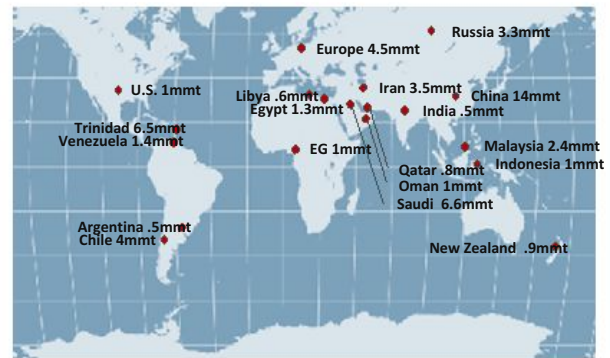 Russia 3.3mmt
Europe 4.5mmt
U.S. 1mmt
Libya .6mmt
Iran 3.5mmt
China 14mmt
Egypt 1.3mmt
India .5mmt
Trinidad 6.5mmt
Venezuela 1.4mmt
EG 1mmt
Malaysia 2.4mmt
Indonesia 1mmt
Qatar .8mmt
Oman 1mmt
Saudi 6.6mmt
Argentina .5mmt
Chile 4mmt
New Zealand .9mmt